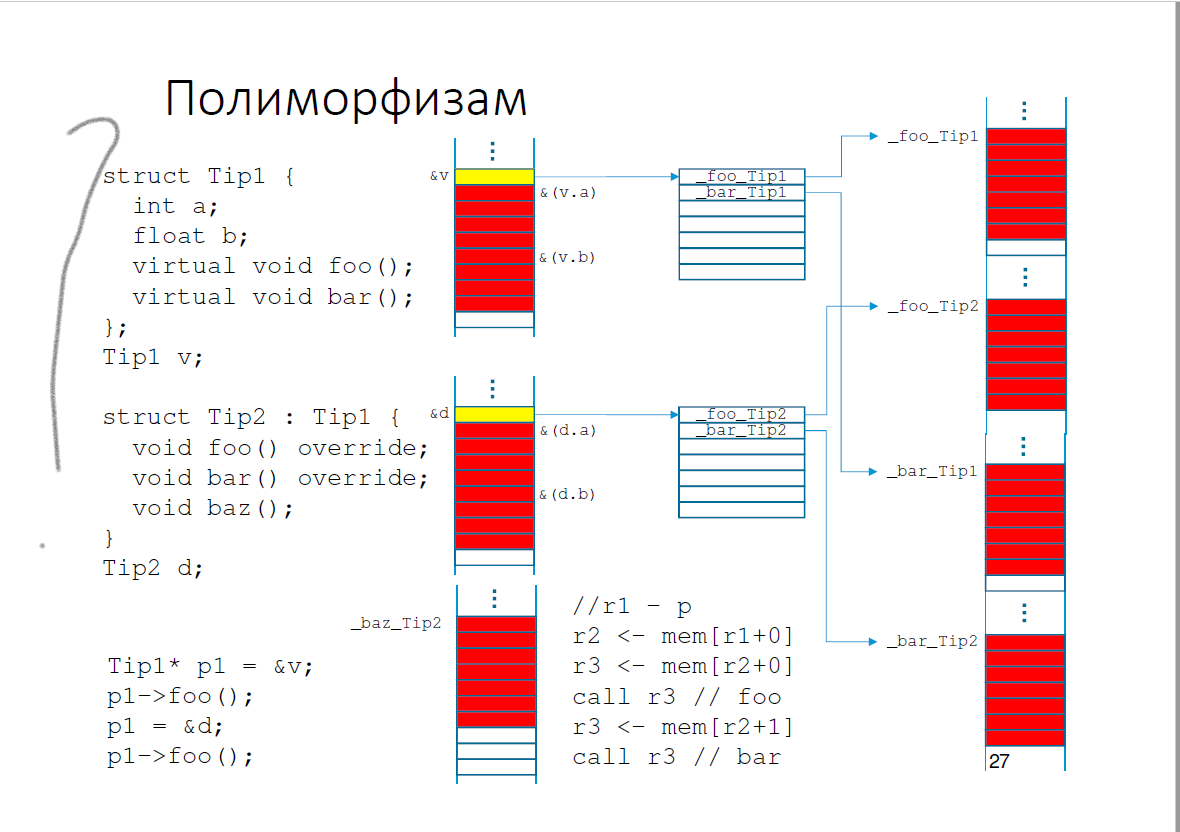 Полиморфизам
struct Tip1 {
int a;
float b;
virtual void foo();
virtual void bar();
};
Tip1 v;
&v
&(v.a)
&(v.b)
_foo_Tip1
_bar_Tip1
_foo_Tip1
_foo_Tip2
struct Tip2 : Tip1 {
void foo() override;
void bar() override;
void baz();
}
Tip2 d;
&d
&(d.a)
&(d.b)
_foo_Tip2
_bar_Tip2
_bar_Tip1
_bar_Tip2
_baz_Tip2
Tip1* p1 = &v;
p1->foo();
p1 = &d;
p1->foo();
//r1 - p
r2 <- mem[r1+0]
r3 <- mem[r2+0]
call r3 // foo
r3 <- mem[r2+1]
call r3 // bar
27